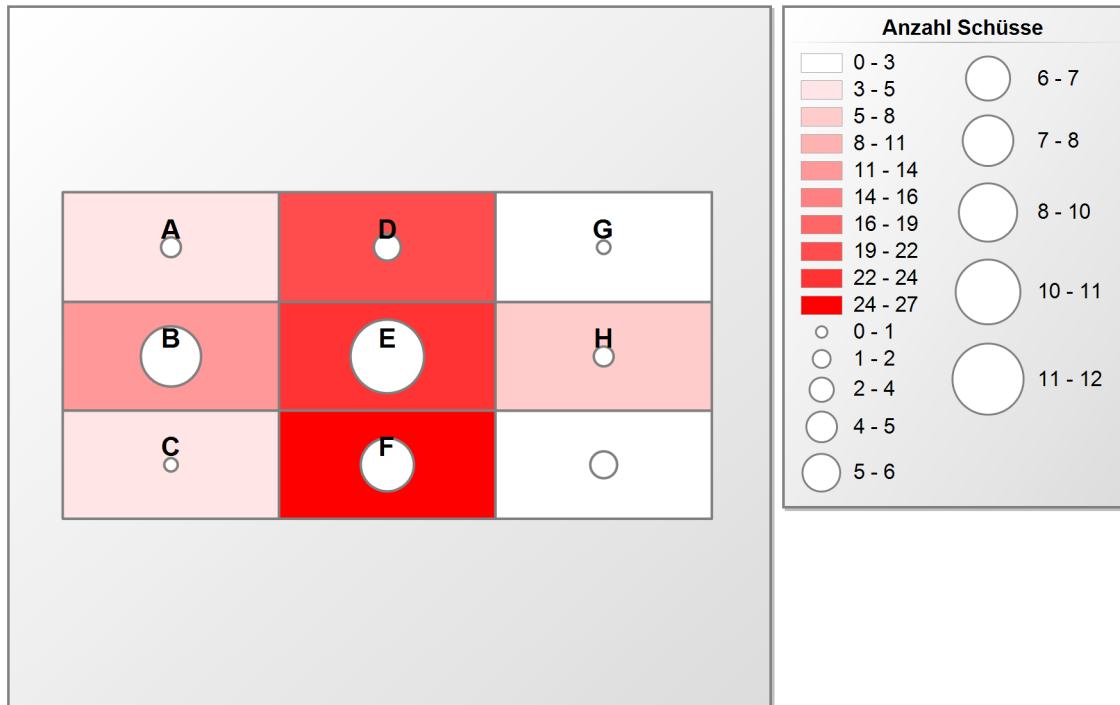 Anzahl Schüsse
0 - 3
3 - 5
5 - 8
8 - 11
11 - 14
14 - 16
16 - 19
19 - 22
22 - 24
24 - 27
0 - 1
1 - 2
2 - 4
4 - 5
5 - 6
6 - 7
7 - 8
8 - 10
10 - 11
11 - 12
A D G
B E H
C F